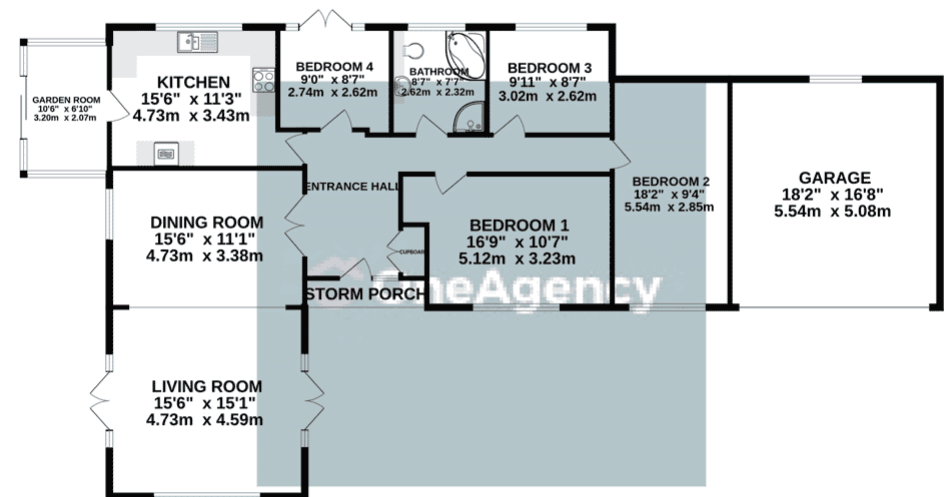 KITCHEN
15'6" x 11'3"
4.73m x 3.43m
BEDROOM 4
9'0" x 8'7"
2.74m x 2.62m
BATHROOM
8'7" x 7'7"
2.62m x 2.32m
BEDROOM 3
9'11" x 8'7"
3.02m x 2.62m
GARDEN ROOM
10'6" x 6'10"
3.20m x 2.07m
ENTRANCE HALL
BEDROOM 2
18'2" x 9'4"
5.54m x 2.85m
GARAGE
18'2" x 16'8"
5.54m x 5.08m
DINING ROOM
15'6" x 11'1"
4.73m x 3.38m
BEDROOM 1
16'9" x 10'7"
5.12m x 3.23m
CUPBOARD
STORM PORCH
OneAgency
LIVING ROOM
15'6" x 15'1"
4.73m x 4.59m